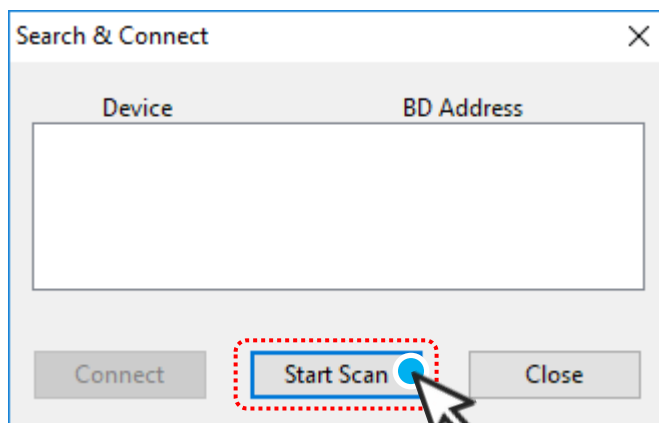 Search & Connect
Device BD Address
Connect Start Scan Close